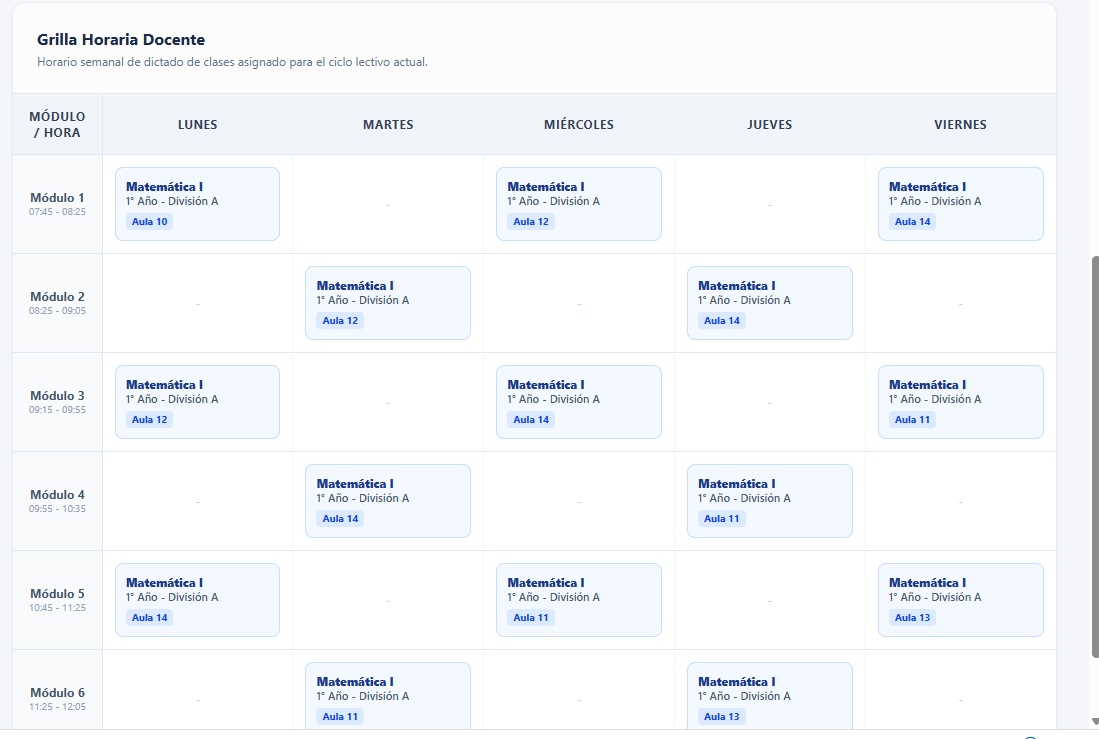 Grilla Horaria Docente
Horario semanal de dictado de clases asignado para el ciclo lectivo actual.
MÓDULO
/ HORA
LUNES
MARTES
MIÉRCOLES
JUEVES
VIERNES
Módulo 1
07:45 - 08:25
Matemática I
1° Año - División A
Aula 10
-
Matemática I
1° Año - División A
Aula 12
-
Matemática I
1° Año - División A
Aula 14
Módulo 2
08:25 - 09:05
-
Matemática I
1° Año - División A
Aula 12
-
Matemática I
1° Año - División A
Aula 14
-
Módulo 3
09:15 - 09:55
Matemática I
1° Año - División A
Aula 12
-
Matemática I
1° Año - División A
Aula 14
-
Matemática I
1° Año - División A
Aula 11
Módulo 4
09:55 - 10:35
-
Matemática I
1° Año - División A
Aula 14
-
Matemática I
1° Año - División A
Aula 11
-
Módulo 5
10:45 - 11:25
Matemática I
1° Año - División A
Aula 14
-
Matemática I
1° Año - División A
Aula 11
-
Matemática I
1° Año - División A
Aula 13
Módulo 6
11:25 - 12:05
-
Matemática I
1° Año - División A
Aula 11
-
Matemática I
1° Año - División A
Aula 13
-